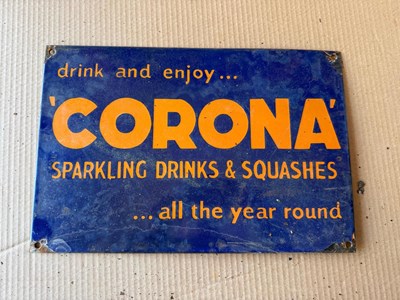 drink and enjoy...
'CORONA'
SPARKLING DRINKS & SQUASHES
...all the year round